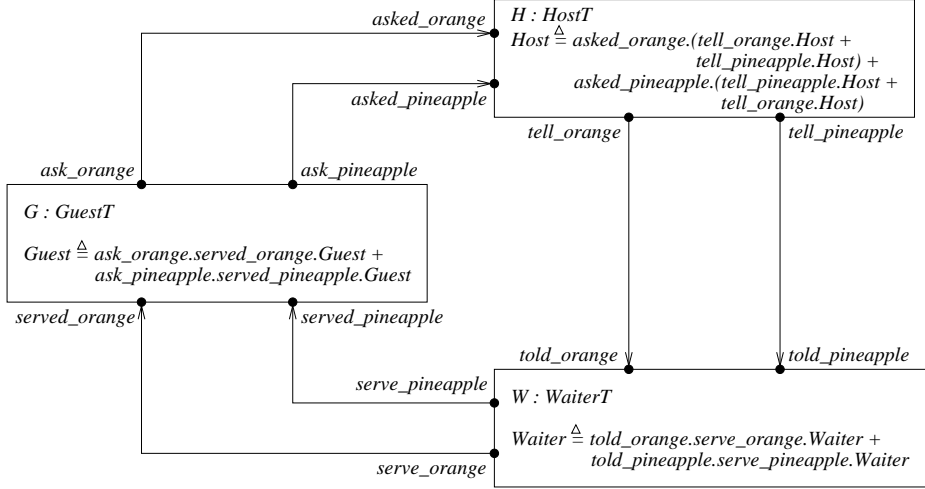 asked_orange
H : HostT
Host ≜ asked_orange.(tell_orange.Host +
tell_pineapple.Host) +
asked_pineapple.(tell_pineapple.Host +
tell_orange.Host)
asked_pineapple
tell_orange
tell_pineapple
ask_orange
ask_pineapple
G : GuestT
Guest ≜ ask_orange.served_orange.Guest +
ask_pineapple.served_pineapple.Guest
served_orange
served_pineapple
told_orange
told_pineapple
serve_pineapple
W : WaiterT
Waiter ≜ told_orange.serve_orange.Waiter +
told_pineapple.serve_pineapple.Waiter
serve_orange